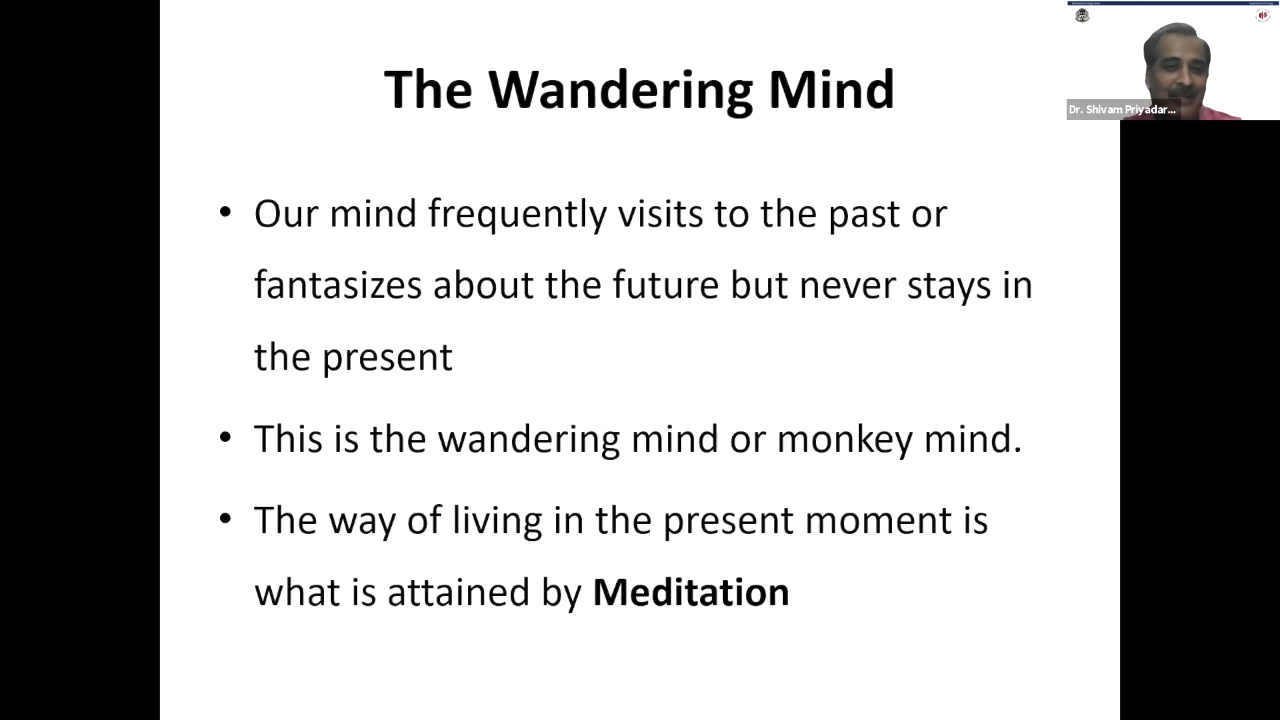 The Wandering Mind
Dr. Shivam Priyadar...
• Our mind frequently visits to the past or
fantasizes about the future but never stays in
the present
• This is the wandering mind or monkey mind.
• The way of living in the present moment is
what is attained by Meditation